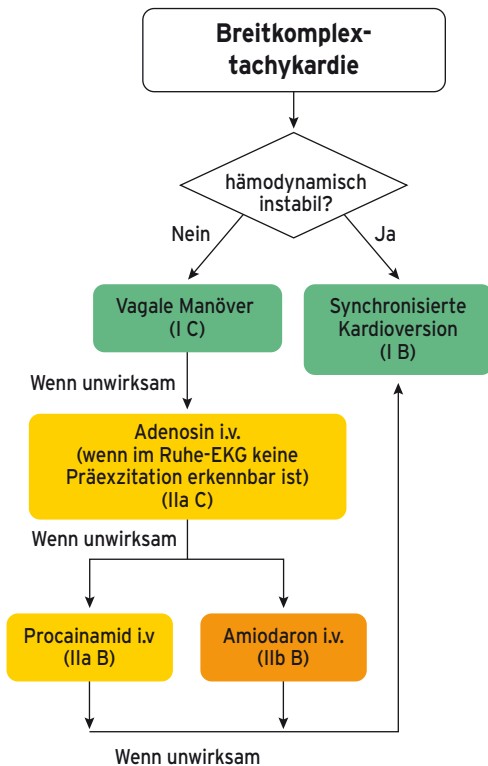 Breitkomplex-
tachykardie
hämodynamisch
instabil?
Nein
Ja
Vagale Manöver
(I C)
Synchronisierte
Kardioversion
(I B)
Wenn unwirksam
Adenosin i.v.
(wenn im Ruhe-EKG keine
Präexzitation erkennbar ist)
(IIa C)
Wenn unwirksam
Procainamid i.v
(IIa B)
Amiodaron i.v.
(IIb B)
Wenn unwirksam